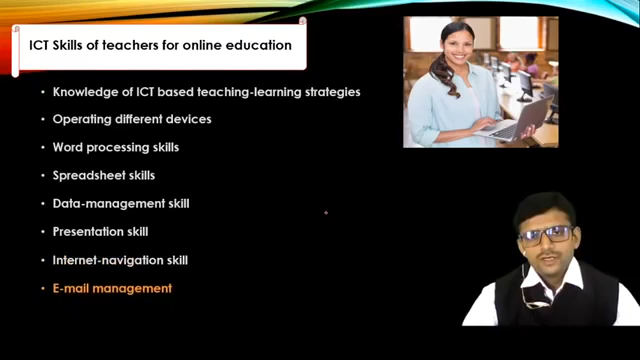 ICT Skills of teachers for online education
• Knowledge of ICT based teaching-learning strategies
• Operating different devices
• Word processing skills
• Spreadsheet skills
• Data-management skill
• Presentation skill
• Internet-navigation skill
• E-mail management